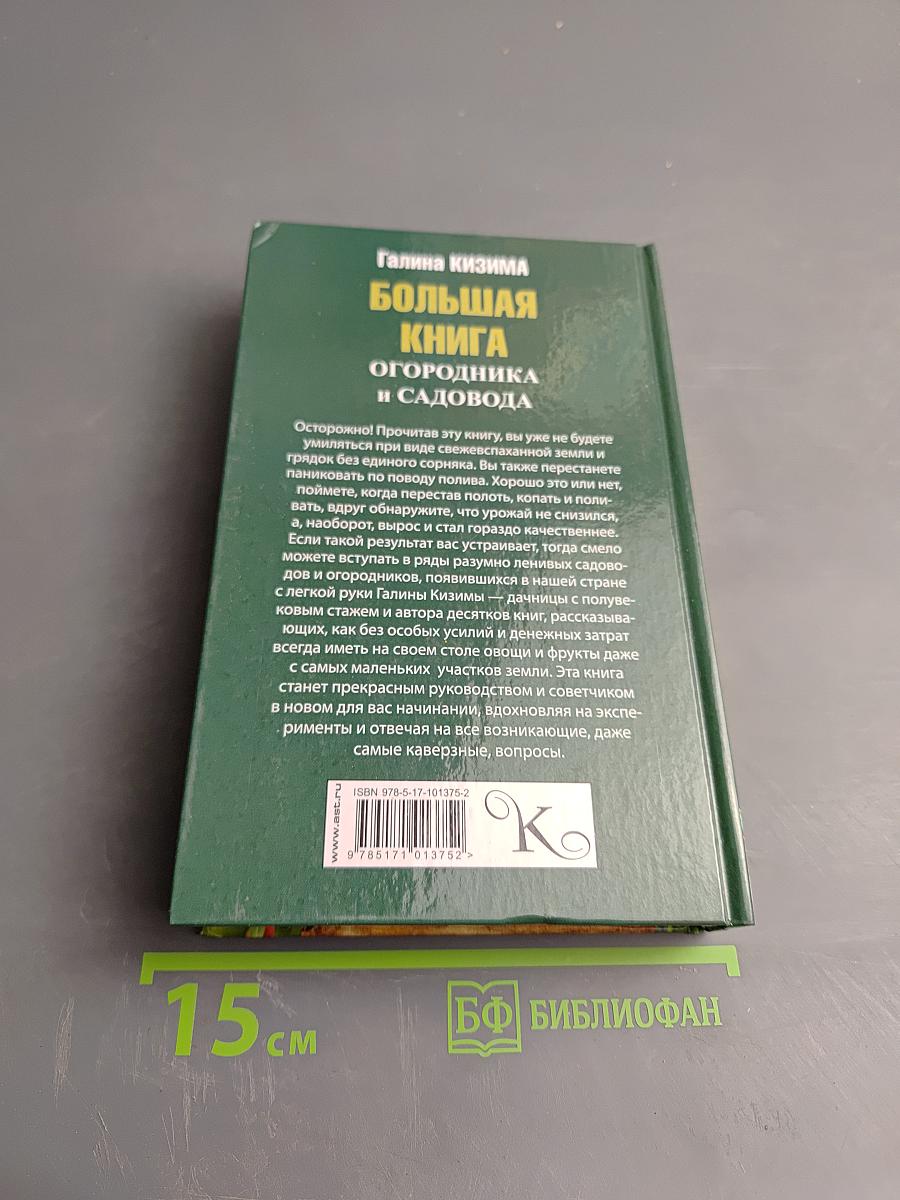 Галина КИЗИМА
БОЛЬШАЯ
КНИГА
ОГОРОДНИКА
и САДОВОДА
Осторожно! Прочитав эту книгу, вы уже не будете
умиляться при виде свежевспаханной земли и
грядок без единого сорняка. Вы также перестанете
паниковать по поводу полива. Хорошо это или нет,
поймете, когда перестав полоть, копать и поли-
вать, вдруг обнаружите, что урожай не снизился,
а, наоборот, вырос и стал гораздо качественнее.
Если такой результат вас устраивает, тогда смело
можете вступать в ряды разумно ленивых садово-
дов и огородников, появившихся в нашей стране
с легкой руки Галины Кизимы — дачницы с полуве-
ковым стажем и автора десятков книг, рассказыва-
ющих, как без особых усилий и денежных затрат
всегда иметь на своем столе овощи и фрукты даже
с самых маленьких участков земли. Эта книга
станет прекрасным руководством и советчиком
в новом для вас начинании, вдохновляя на экспе-
рименты и отвечая на все возникающие, даже
самые каверзные, вопросы.
www.ast.ru
ISBN 978-5-17-101375-2
9 785171 013752 >
К
15 см
БФ БИБЛИОФАН